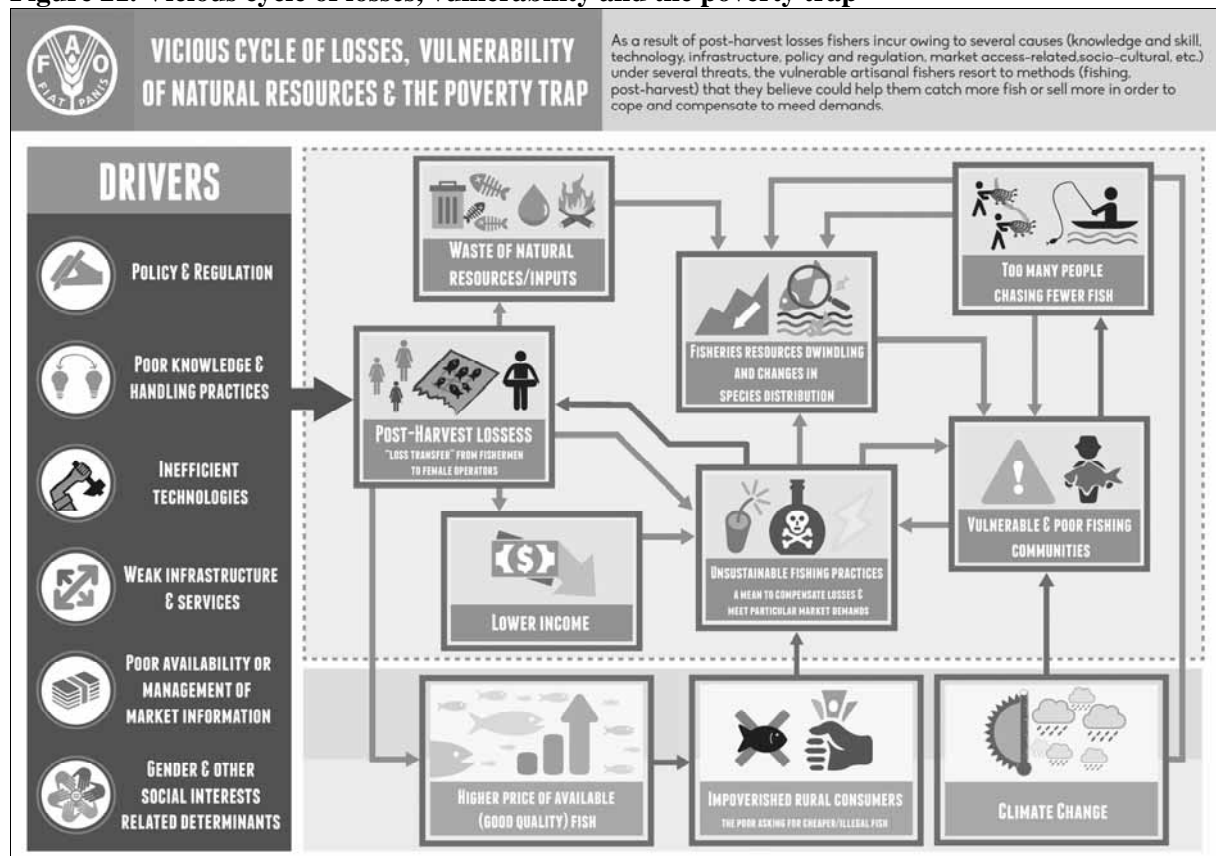 Figure 21: Vicious cycle of losses, vulnerability and the poverty trap
F A O
FIAT PANIS
VICIOUS CYCLE OF LOSSES, VULNERABILITY
OF NATURAL RESOURCES & THE POVERTY TRAP
As a result of post-harvest losses fishers incur owing to several causes (knowledge and skill,
technology, infrastructure, policy and regulation, market access-related,socio-cultural, etc.)
under several threats, the vulnerable artisanal fishers resort to methods (fishing,
post-harvest) that they believe could help them catch more fish or sell more in order to
cope and compensate to meed demands.
DRIVERS
POLICY & REGULATION
POOR KNOWLEDGE &
HANDLING PRACTICES
INEFFICIENT
TECHNOLOGIES
WEAK INFRASTRUCTURE
& SERVICES
POOR AVAILABILITY OR
MANAGEMENT OF
MARKET INFORMATION
GENDER & OTHER
SOCIAL INTERESTS
RELATED DETERMINANTS
WASTE OF NATURAL
RESOURCES/INPUTS
POST-HARVEST LOSSESS
"LOSS TRANSFER" FROM FISHERMEN
TO FEMALE OPERATORS
$
LOWER INCOME
FISHERIES RESOURCES DWINDLING
AND CHANGES IN
SPECIES DISTRIBUTION
TOO MANY PEOPLE
CHASING FEWER FISH
UNSUSTAINABLE FISHING PRACTICES
A MEAN TO COMPENSATE LOSSES &
MEET PARTICULAR MARKET DEMANDS
!
VULNERABLE & POOR FISHING
COMMUNITIES
HIGHER PRICE OF AVAILABLE
(GOOD QUALITY) FISH
IMPOVERISHED RURAL CONSUMERS
THE POOR ASKING FOR CHEAPER/ILLEGAL FISH
CLIMATE CHANGE